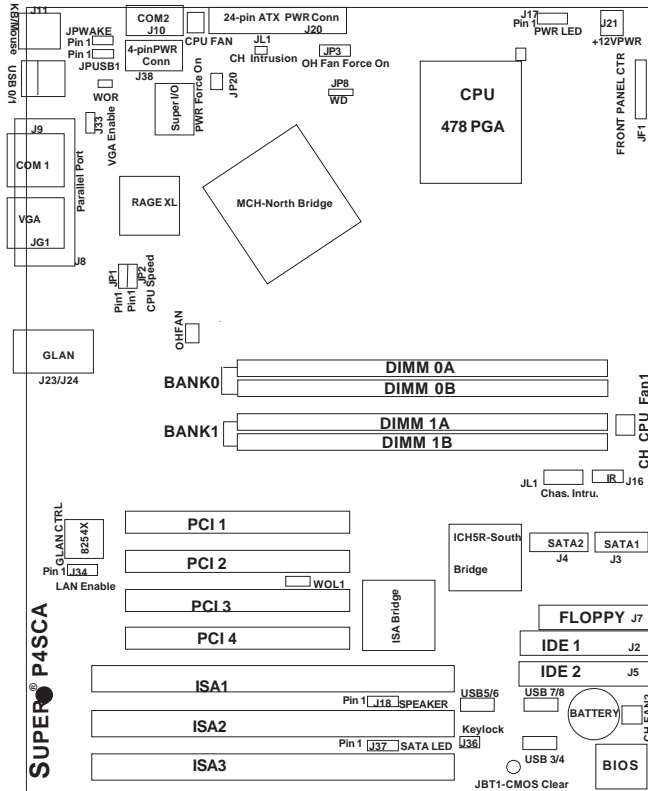 KB/Mouse
J11
JPWAKE
Pin 1
Pin 1
JPUSB1
USB 0/1
WOR
J33
VGA Enable
COM2
J10
4-pinPWR
Conn
J38
CPU FAN
Super I/O
PWR Force On
JP20
24-pin ATX PWR Conn
J20
JL1
CH Intrusion
JP3
OH Fan Force On
JP8
WD
J17
Pin 1
PWR LED
J21
+12VPWR
CPU
478 PGA
FRONT PANEL CTR
JF1
J9
COM 1
Parallel Port
VGA
JG1
J8
RAGE XL
MCH-North Bridge
JP1
JP2
Pin1
Pin1
CPU Speed
OHFAN
GLAN
J23/J24
BANK0
DIMM 0A
DIMM 0B
BANK1
DIMM 1A
DIMM 1B
CH CPU Fan1
JL1
Chas. Intru.
IR
J16
GLAN CTRL
8254X
Pin 1
J34
LAN Enable
PCI 1
PCI 2
WOL1
PCI 3
PCI 4
ISA Bridge
ICH5R-South
Bridge
SATA2
J4
SATA1
J3
FLOPPY J7
IDE 1 J2
IDE 2 J5
SUPER® P4SCA
ISA1
Pin 1 J18 SPEAKER
ISA2
Pin 1 J37 SATA LED
ISA3
USB5/6
USB 7/8
Keylock
J36
USB 3/4
BATTERY
CH FAN2
BIOS
JBT1-CMOS Clear